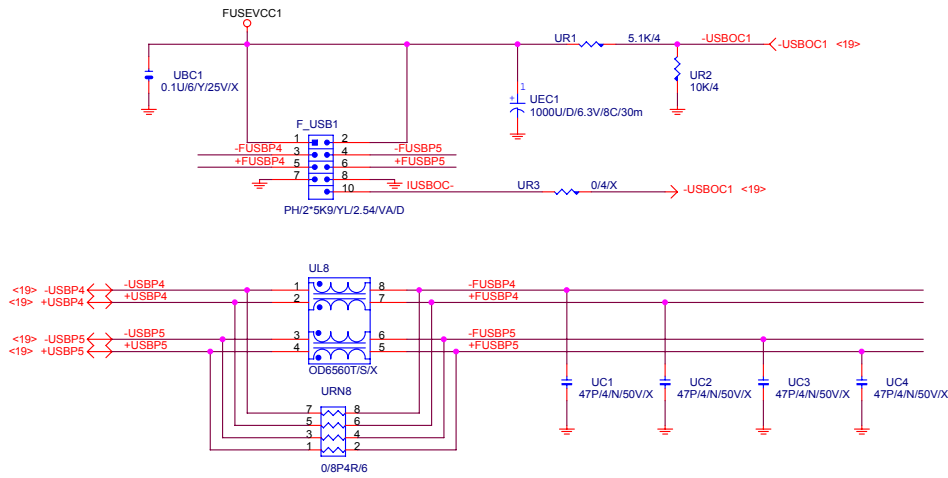 FUSEVCC1
UR1 5.1K/4 -USBOC1 -USBOC1 <19>
UBC1
0.1U/6/Y/25V/X
UR2
10K/4
1
+
UEC1
1000U/D/6.3V/8C/30m
F_USB1
1 2
-FUSBP4 3 4 -FUSBP5
+FUSBP4 5 6 +FUSBP5
7 8
10 IUSBOC- UR3 0/4/X -USBOC1 <19>
PH/2*5K9/YL/2.54/VA/D
UL8
<19> -USBP4 -USBP4 1 8 -FUSBP4
<19> +USBP4 +USBP4 2 7 +FUSBP4
<19> -USBP5 -USBP5 3 6 -FUSBP5
<19> +USBP5 +USBP5 4 5 +FUSBP5
OD6560T/S/X
URN8
7 8
5 6
3 4
1 2
0/8P4R/6
UC1
47P/4/N/50V/X
UC2
47P/4/N/50V/X
UC3
47P/4/N/50V/X
UC4
47P/4/N/50V/X